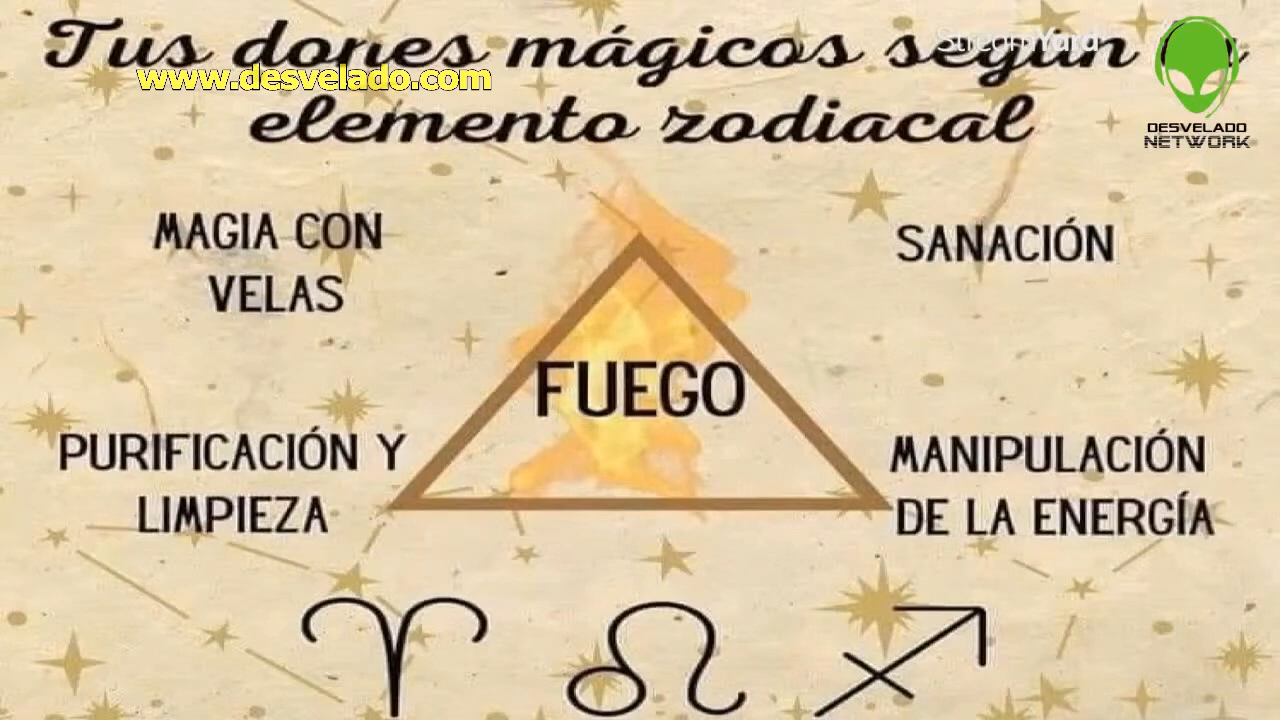 Tus dones mágicos según
www.desvelado.com
elemento zodiacal
StreamYard
DESVELADO
NETWORK
MAGIA CON
VELAS
SANACIÓN
FUEGO
PURIFICACIÓN Y
LIMPIEZA
MANIPULACIÓN
DE LA ENERGÍA